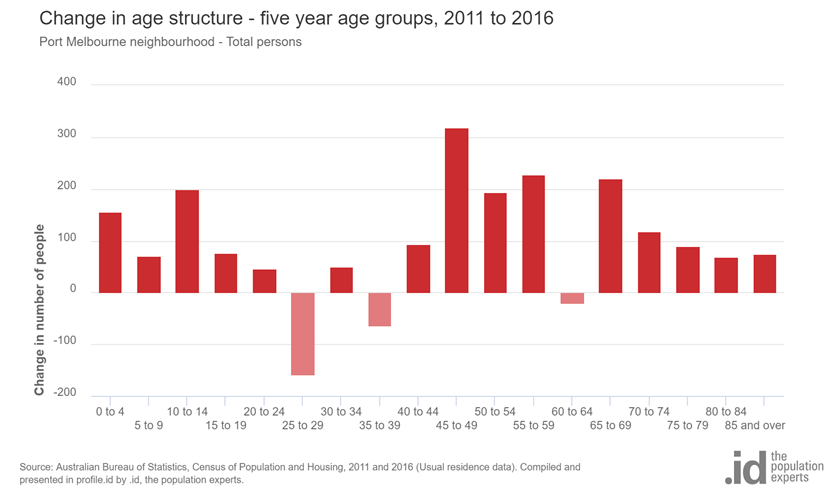 Change in age structure - five year age groups, 2011 to 2016
Port Melbourne neighbourhood - Total persons
Change in number of people
400
300
200
100
0
-100
-200
0 to 4
5 to 9
10 to 14
15 to 19
20 to 24
25 to 29
30 to 34
35 to 39
40 to 44
45 to 49
50 to 54
55 to 59
60 to 64
65 to 69
70 to 74
75 to 79
80 to 84
85 and over
Source: Australian Bureau of Statistics, Census of Population and Housing, 2011 and 2016 (Usual residence data). Compiled and
presented in profile.id by .id, the population experts.
.id
the
population
experts